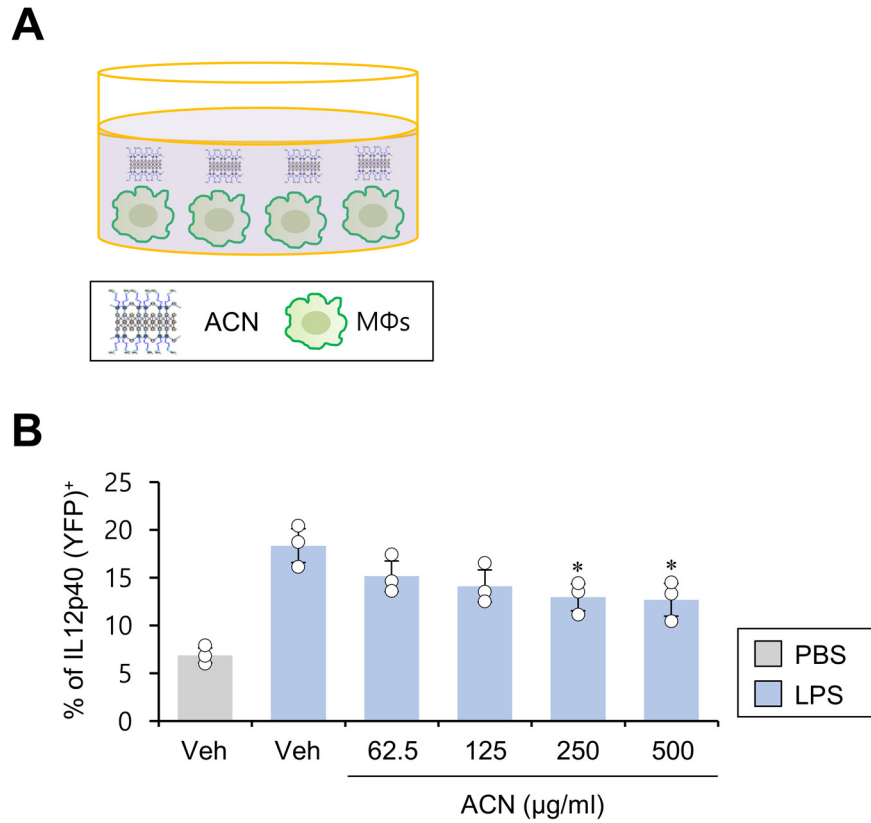 A
ACN
MΦs
B
% of IL12p40 (YFP)⁺
25
20
15
10
5
0
*
*
Veh
Veh
62.5
125
250
500
ACN (µg/ml)
PBS
LPS